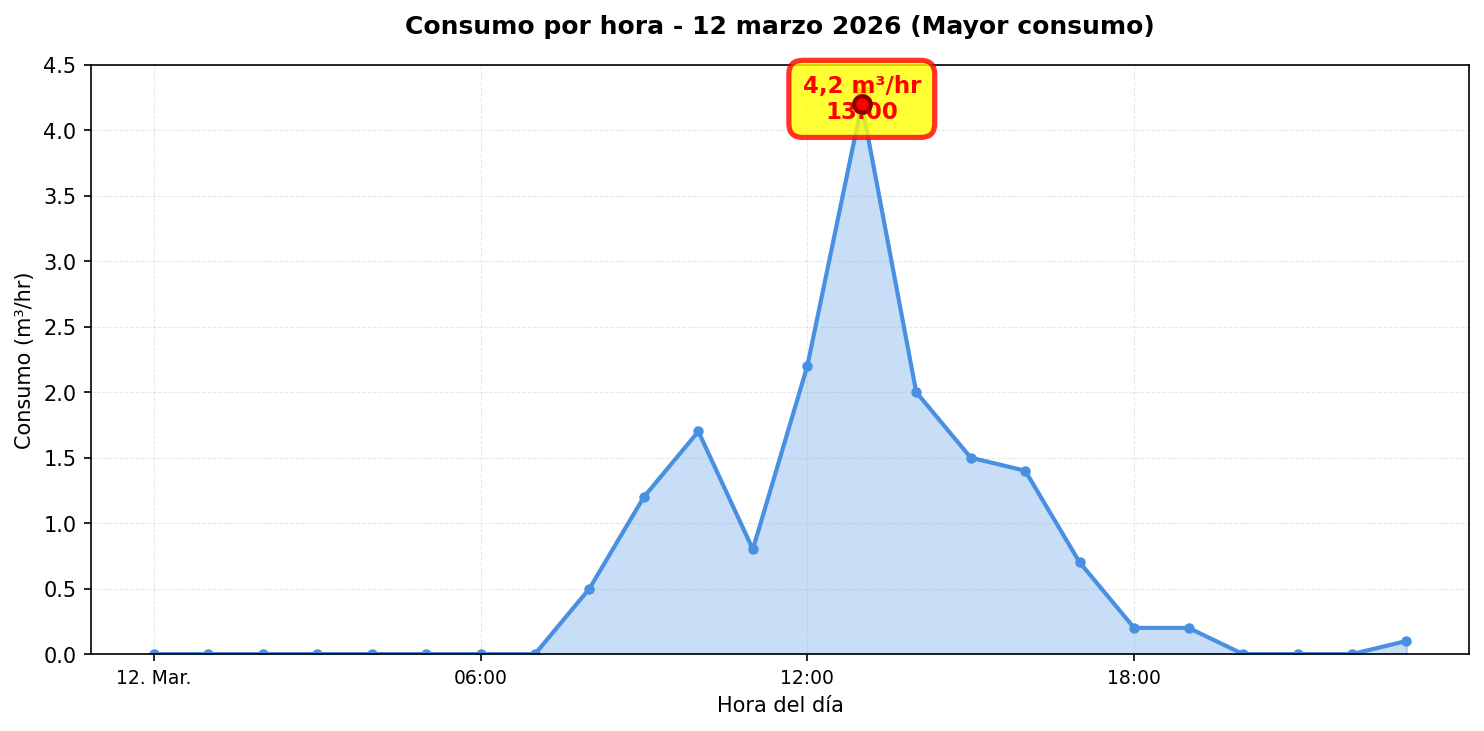 Consumo por hora - 12 marzo 2026 (Mayor consumo)
4,2 m³/hr
13:00
4.5
4.0
3.5
3.0
2.5
2.0
1.5
1.0
0.5
0.0
Consumo (m³/hr)
12. Mar.
06:00
12:00
18:00
Hora del día